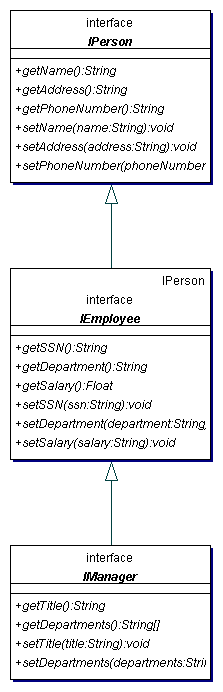 interface
IPerson
+getName():String
+getAddress():String
+getPhoneNumber():String
+setName(name:String):void
+setAddress(address:String):void
+setPhoneNumber(phoneNumber
IPerson
interface
IEmployee
+getSSN():String
+getDepartment():String
+getSalary():Float
+setSSN(ssn:String):void
+setDepartment(department:String,
+setSalary(salary:String):void
interface
IManager
+getTitle():String
+getDepartments():String[]
+setTitle(title:String):void
+setDepartments(departments:Strin